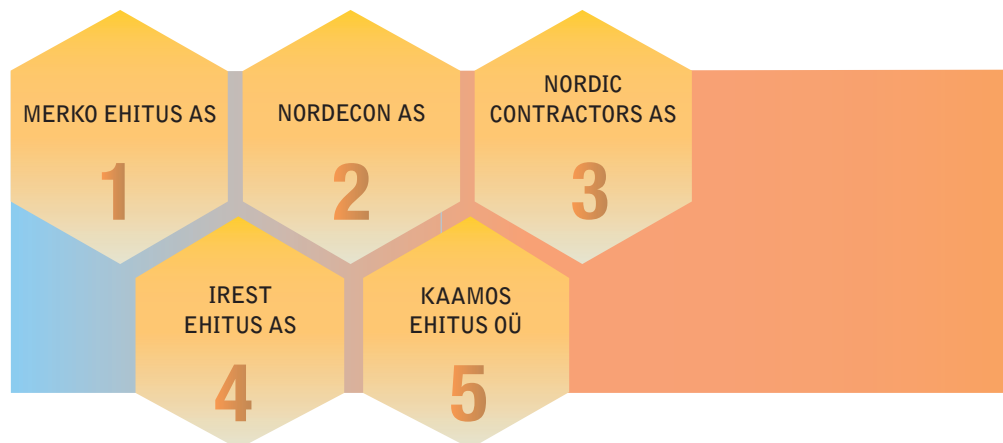 MERKO EHITUS AS
1
NORDECON AS
2
NORDIC
CONTRACTORS AS
3
IREST
EHITUS AS
4
KAAMOS
EHITUS OÜ
5